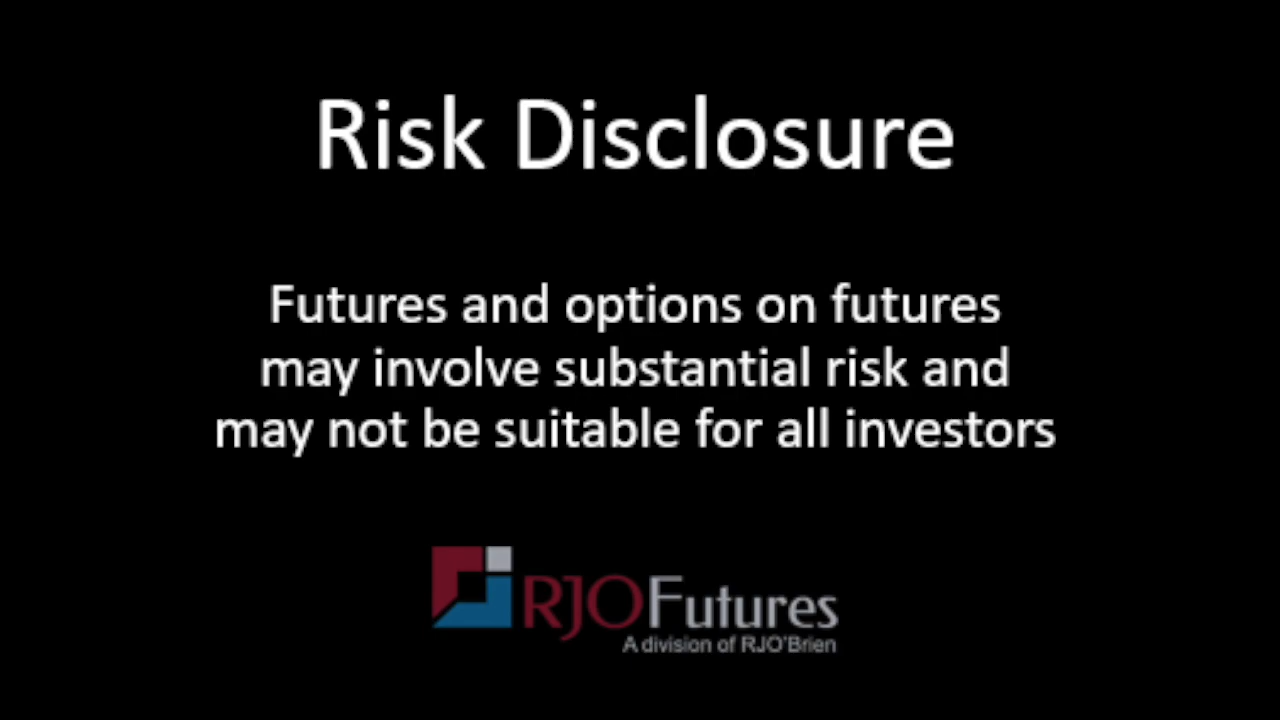 Risk Disclosure
Futures and options on futures
may involve substantial risk and
may not be suitable for all investors
RJOFutures
A division of RJO'Brien